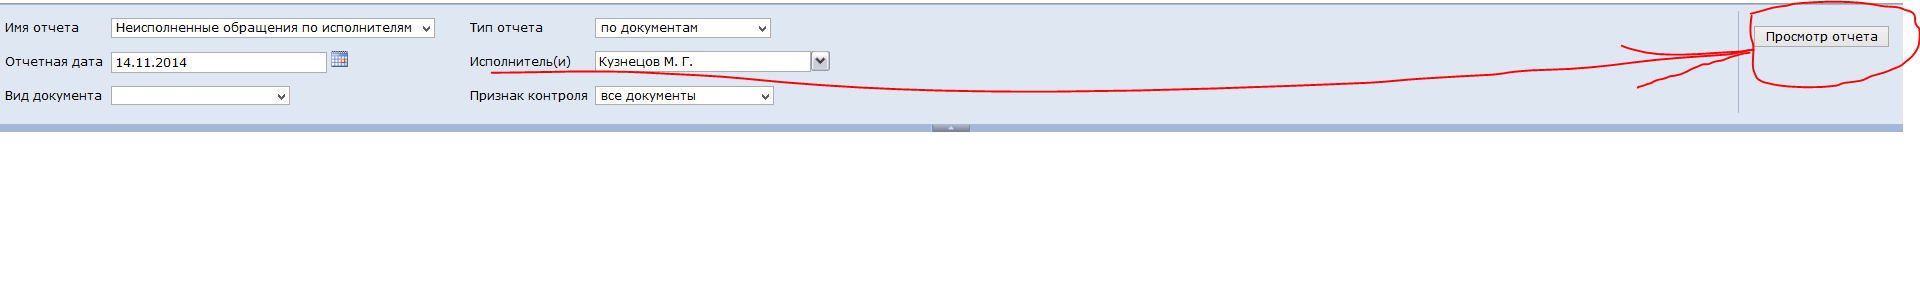 Имя отчета Неисполненные обращения по исполнителям Тип отчета по документам Просмотр отчета
Отчетная дата 14.11.2014 Исполнитель(и) Кузнецов М. Г.
Вид документа Признак контроля все документы